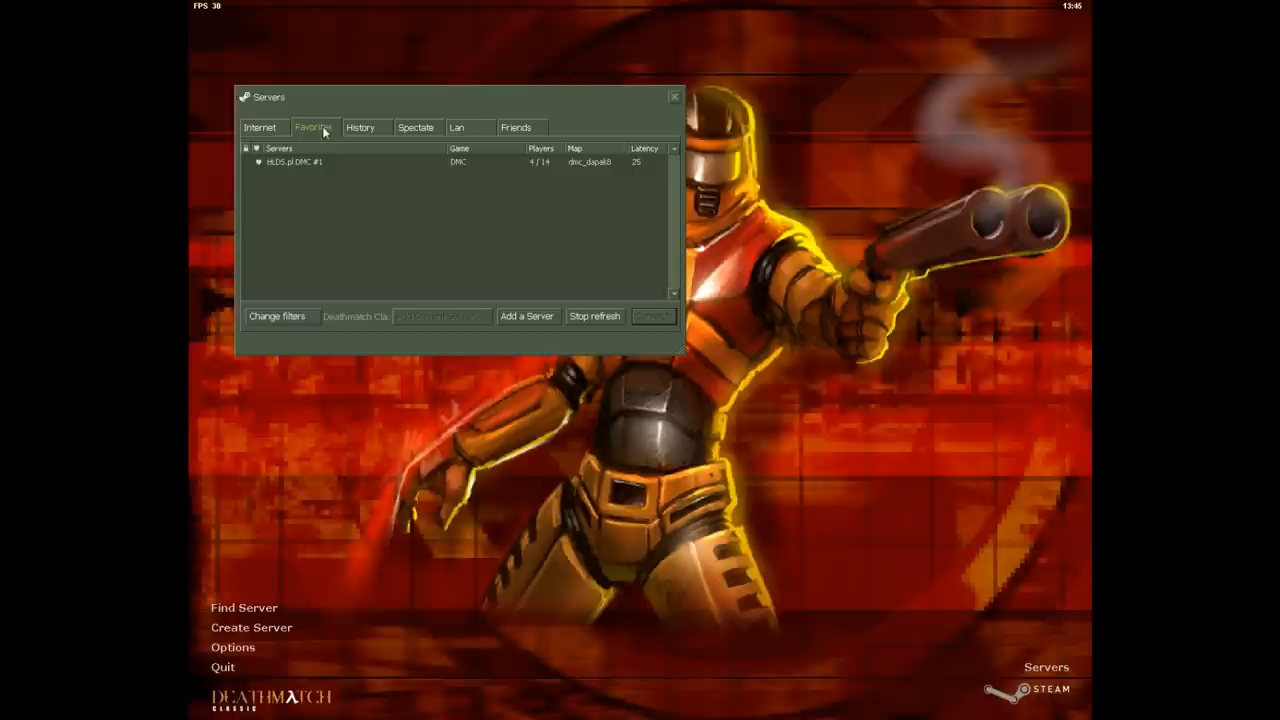 FPS 30
13:45
Servers
Internet Favorites History Spectate Lan Friends
Servers Game Players Map Latency
HLDS.pl DMC #1 DMC 4 / 14 dmc_dapak8 25
Change filters Deathmatch Cla. Add a Server Stop refresh Connect
Find Server
Create Server
Options
Quit
Servers
DEATHMATCH
CLASSIC
STEAM